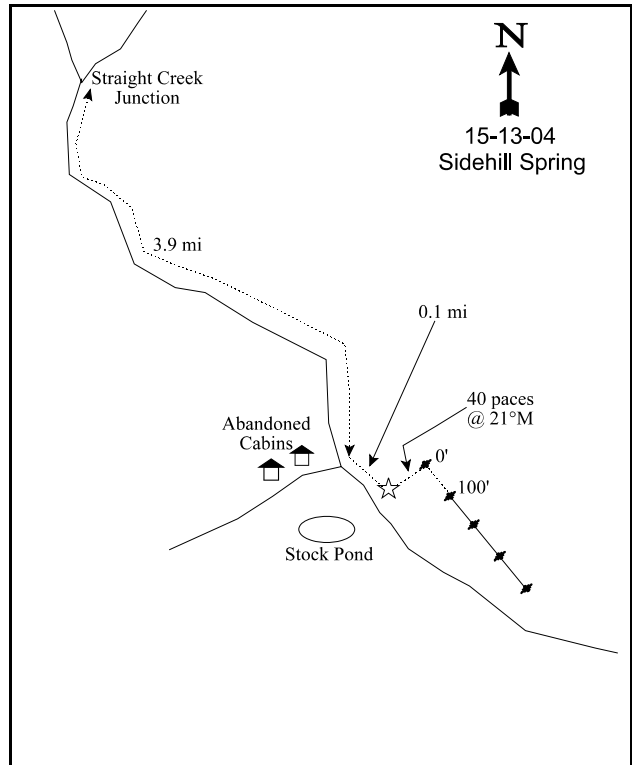 N
15-13-04
Sidehill Spring
Straight Creek
Junction
3.9 mi
0.1 mi
40 paces
@ 21°M
Abandoned
Cabins
0'
100'
Stock Pond